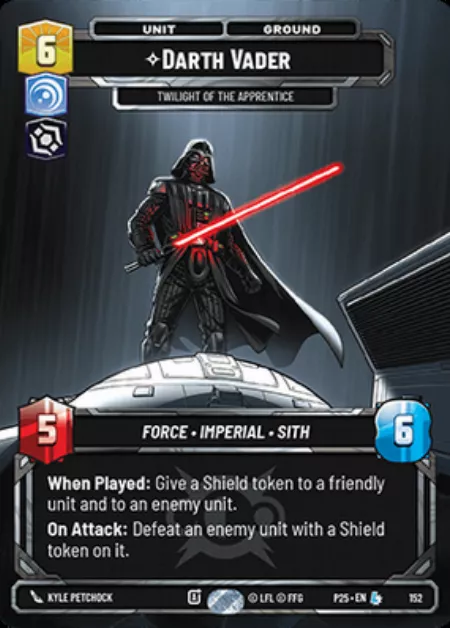 UNIT GROUND
6
DARTH VADER
TWILIGHT OF THE APPRENTICE
5
FORCE • IMPERIAL • SITH
6
When Played: Give a Shield token to a friendly
unit and to an enemy unit.
On Attack: Defeat an enemy unit with a Shield
token on it.
KYLE PETCHOCK © LFL © FFG P25 • EN 152